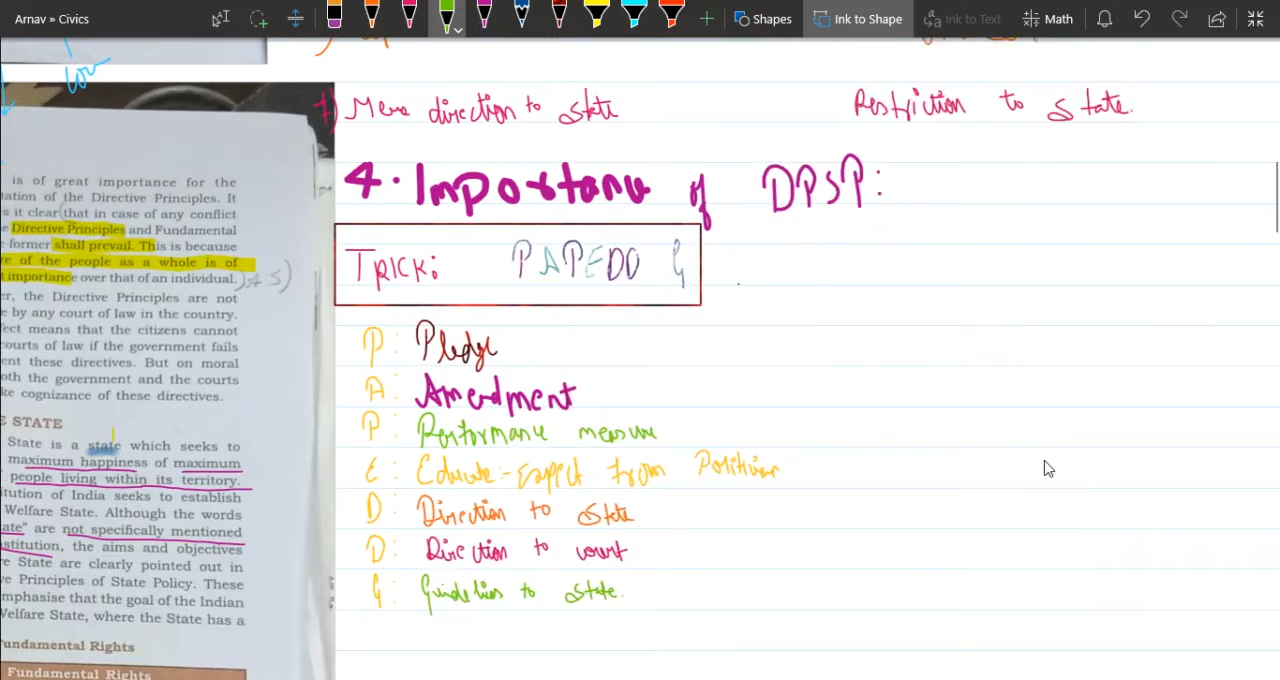 Arnav » Civics
Shapes
Ink to Shape
Ink to Text
Math
low
7) Mere direction to state
Restriction to state.
4. Importance of DPSP:
TRICK: PAPEDD G
P: Pledge
A: Amendment
P: Performance measure
E: Educate:- expect from
D: Direction to state
D: Direction to court
G: Guidelines to state.
is of great importance for the
tation of the Directive Principles. It
s it clear that in case of any conflict
e Directive Principles and Fundamental
e former shall prevail. This is because
re of the people as a whole is of
t importance over that of an individual.
er, the Directive Principles are not
e by any court of law in the country.
fect means that the citizens cannot
courts of law if the government fails
ent these directives. But on moral
oth the government and the courts
ke cognizance of these directives.
E STATE
State is a state which seeks to
maximum happiness of maximum
people living within its territory.
itution of India seeks to establish
Welfare State. Although the words
ate" are not specifically mentioned
stitution, the aims and objectives
re State are clearly pointed out in
e Principles of State Policy. These
mphasise that the goal of the Indian
Welfare State, where the State has a
Fundamental Rights
Fundamental Rights